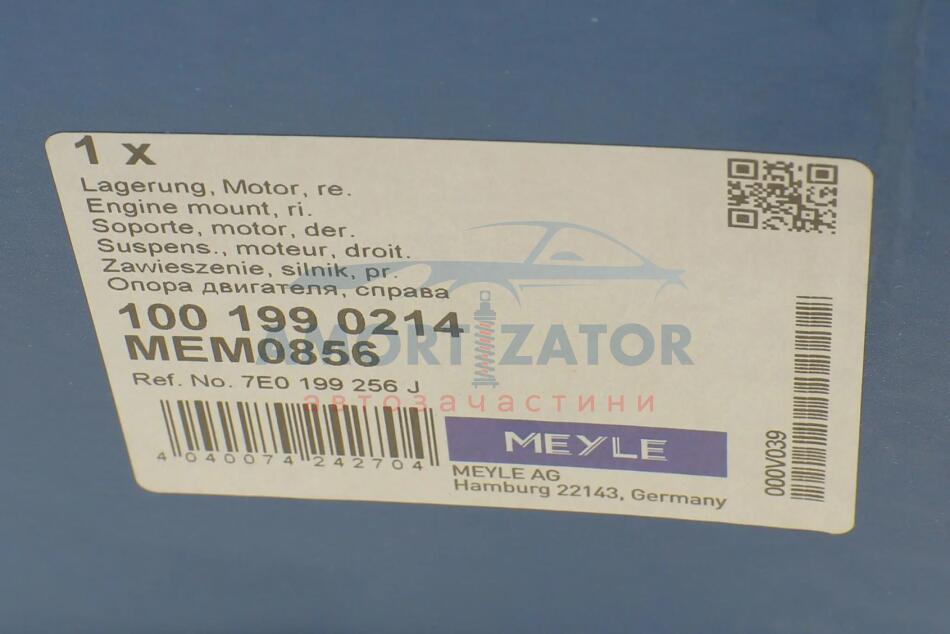 1 x
Lagerung, Motor, re.
Engine mount, ri.
Soporte, motor, der.
Suspens., moteur, droit.
Zawieszenie, silnik, pr.
Опора двигателя, справа
100 199 0214
MEM0856
Ref. No. 7E0 199 256 J
4 040074 242704
MEYLE
MEYLE AG
Hamburg 22143, Germany
000V039
AMORTIZATOR
автозачастини